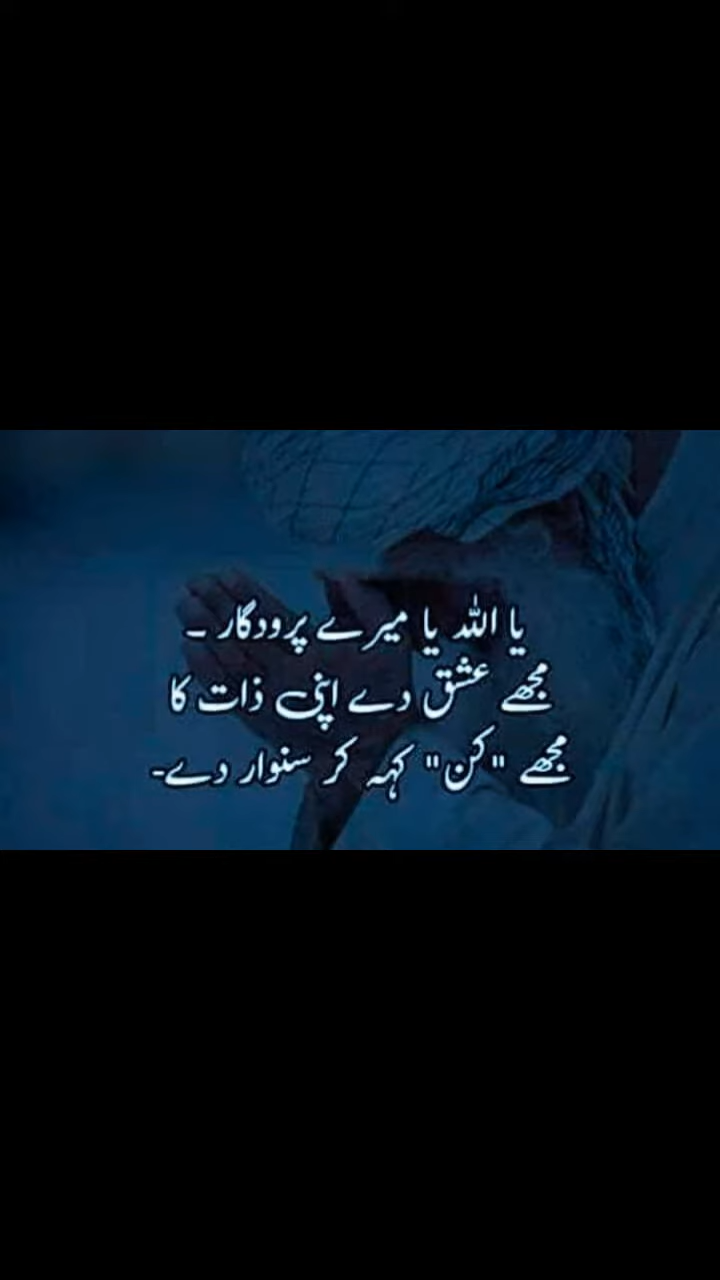 یا اللہ یا میرے پرودگار ۔
مجھے عشق دے اپنی ذات کا
مجھے "کن" کہہ کر سنوار دے-